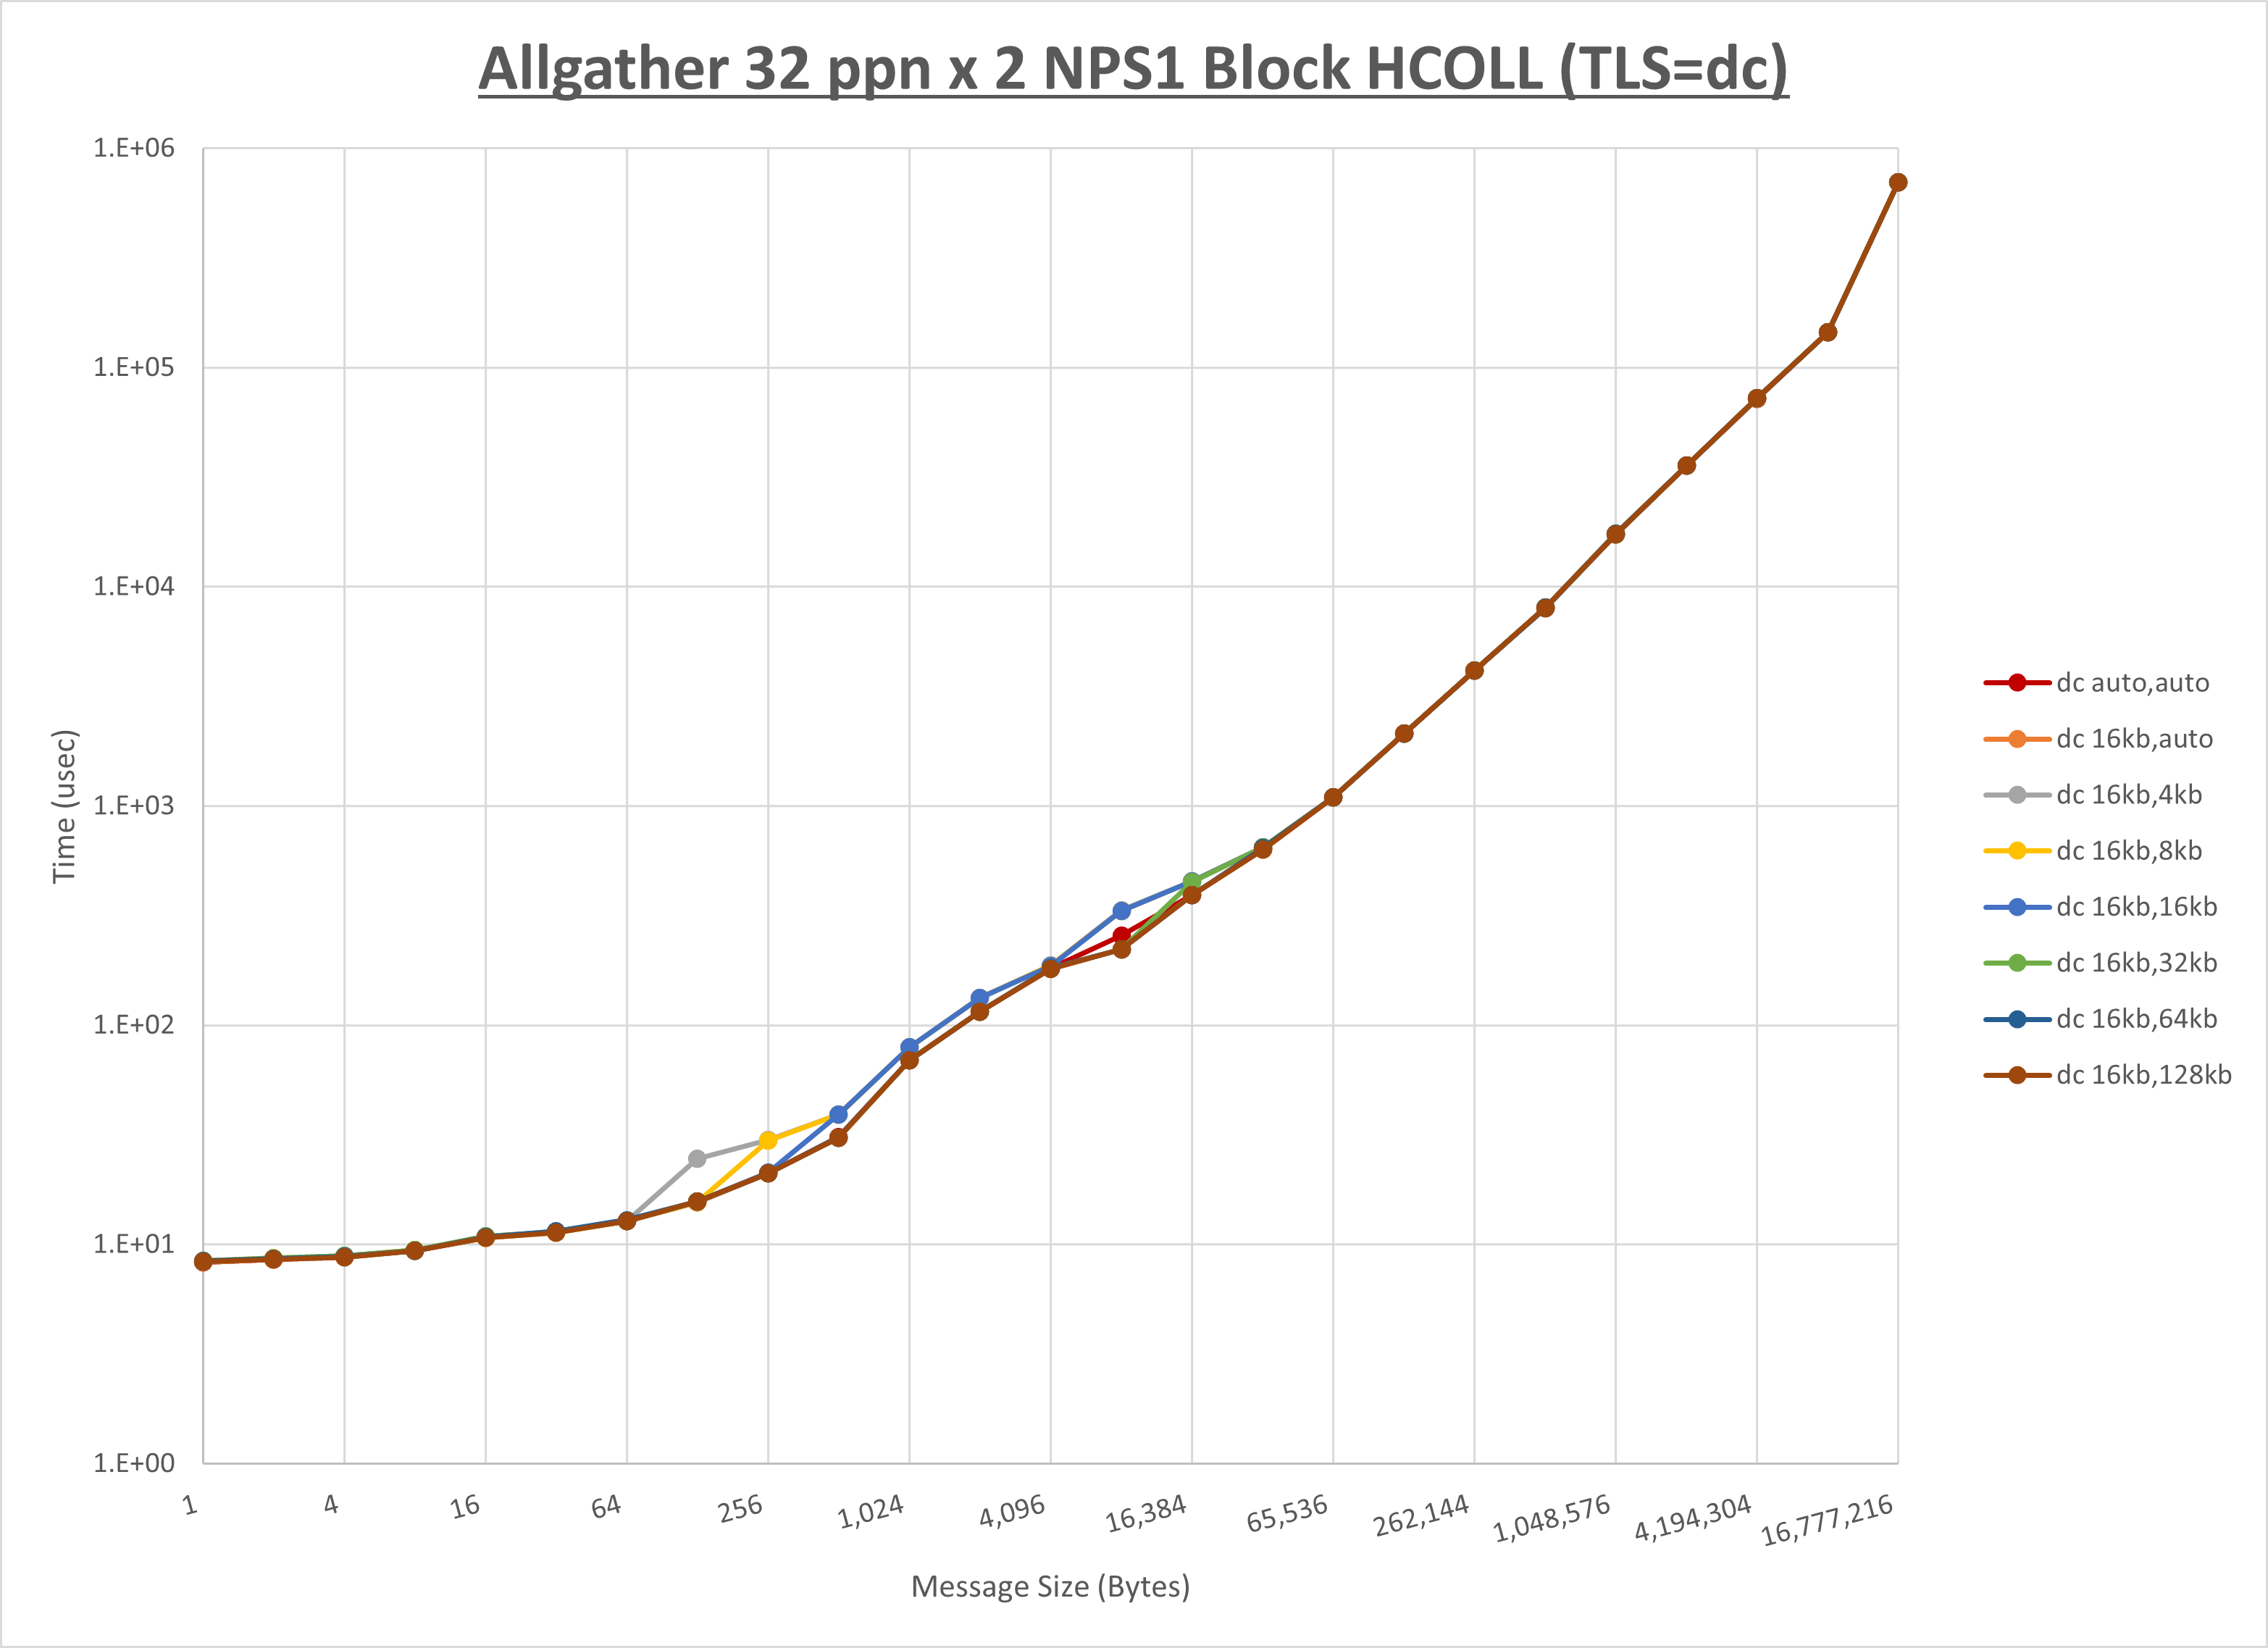 Allgather 32 ppn x 2 NPS1 Block HCOLL (TLS=dc)
1.E+06
1.E+05
1.E+04
1.E+03
1.E+02
1.E+01
1.E+00
Time (usec)
1
4
16
64
256
1,024
4,096
16,384
65,536
262,144
1,048,576
4,194,304
16,777,216
Message Size (Bytes)
dc auto,auto
dc 16kb,auto
dc 16kb,4kb
dc 16kb,8kb
dc 16kb,16kb
dc 16kb,32kb
dc 16kb,64kb
dc 16kb,128kb